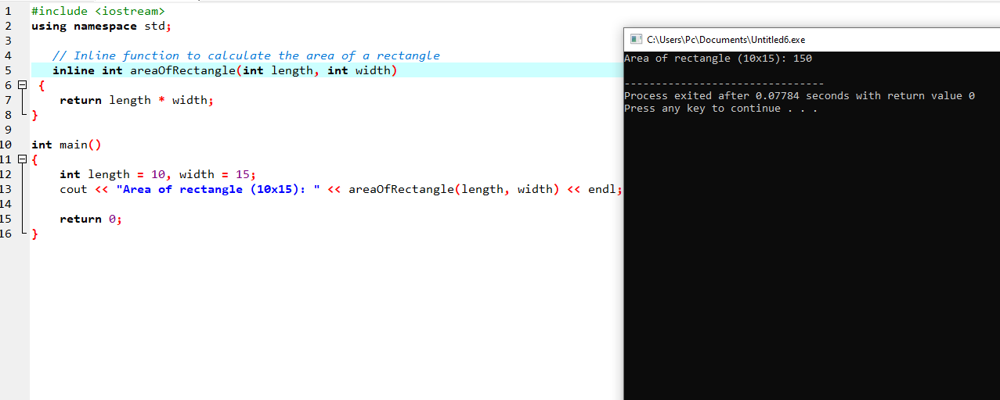 1 #include <iostream>
2 using namespace std;
3
4 // Inline function to calculate the area of a rectangle
5 inline int areaOfRectangle(int length, int width)
6 {
7 return length * width;
8 }
9
10 int main()
11 {
12 int length = 10, width = 15;
13 cout << "Area of rectangle (10x15): " << areaOfRectangle(length, width) << endl;
14
15 return 0;
16 }
C:\Users\Pc\Documents\Untitled6.exe
Area of rectangle (10x15): 150
--------------------------------
Process exited after 0.07784 seconds with return value 0
Press any key to continue . . .